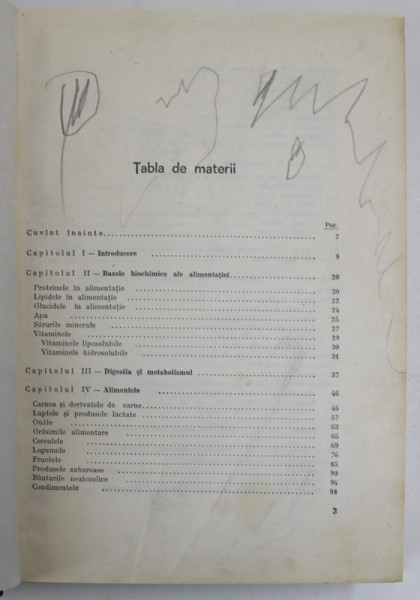 Tabla de materii
Pag.
Cuvînt înainte 7
Capitolul I — Introducere 9
Capitolul II — Bazele biochimice ale alimentației 20
Proteinele în alimentație 20
Lipidele în alimentație 22
Glucidele în alimentație 24
Apa 25
Sărurile minerale 27
Vitaminele 29
Vitaminele liposolubile 30
Vitaminele hidrosolubile 31
Capitolul III — Digestia și metabolismul 37
Capitolul IV — Alimentele 46
Carnea și derivatele de carne 46
Laptele și produsele lactate 57
Ouăle 63
Grăsimile alimentare 65
Cerealele 69
Legumele 76
Fructele 85
Produsele zaharoase 90
Băuturile nealcoolice 94
Condimentele 98
3